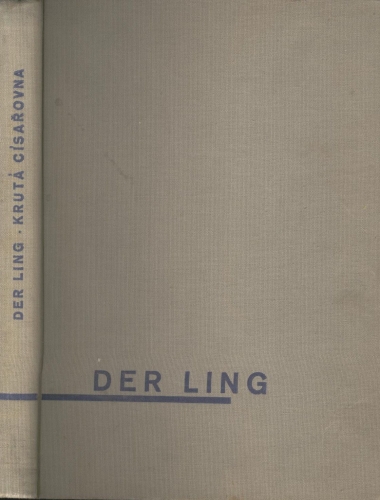 DER LING · KRUTÁ CÍSAŘOVNA
DER LING